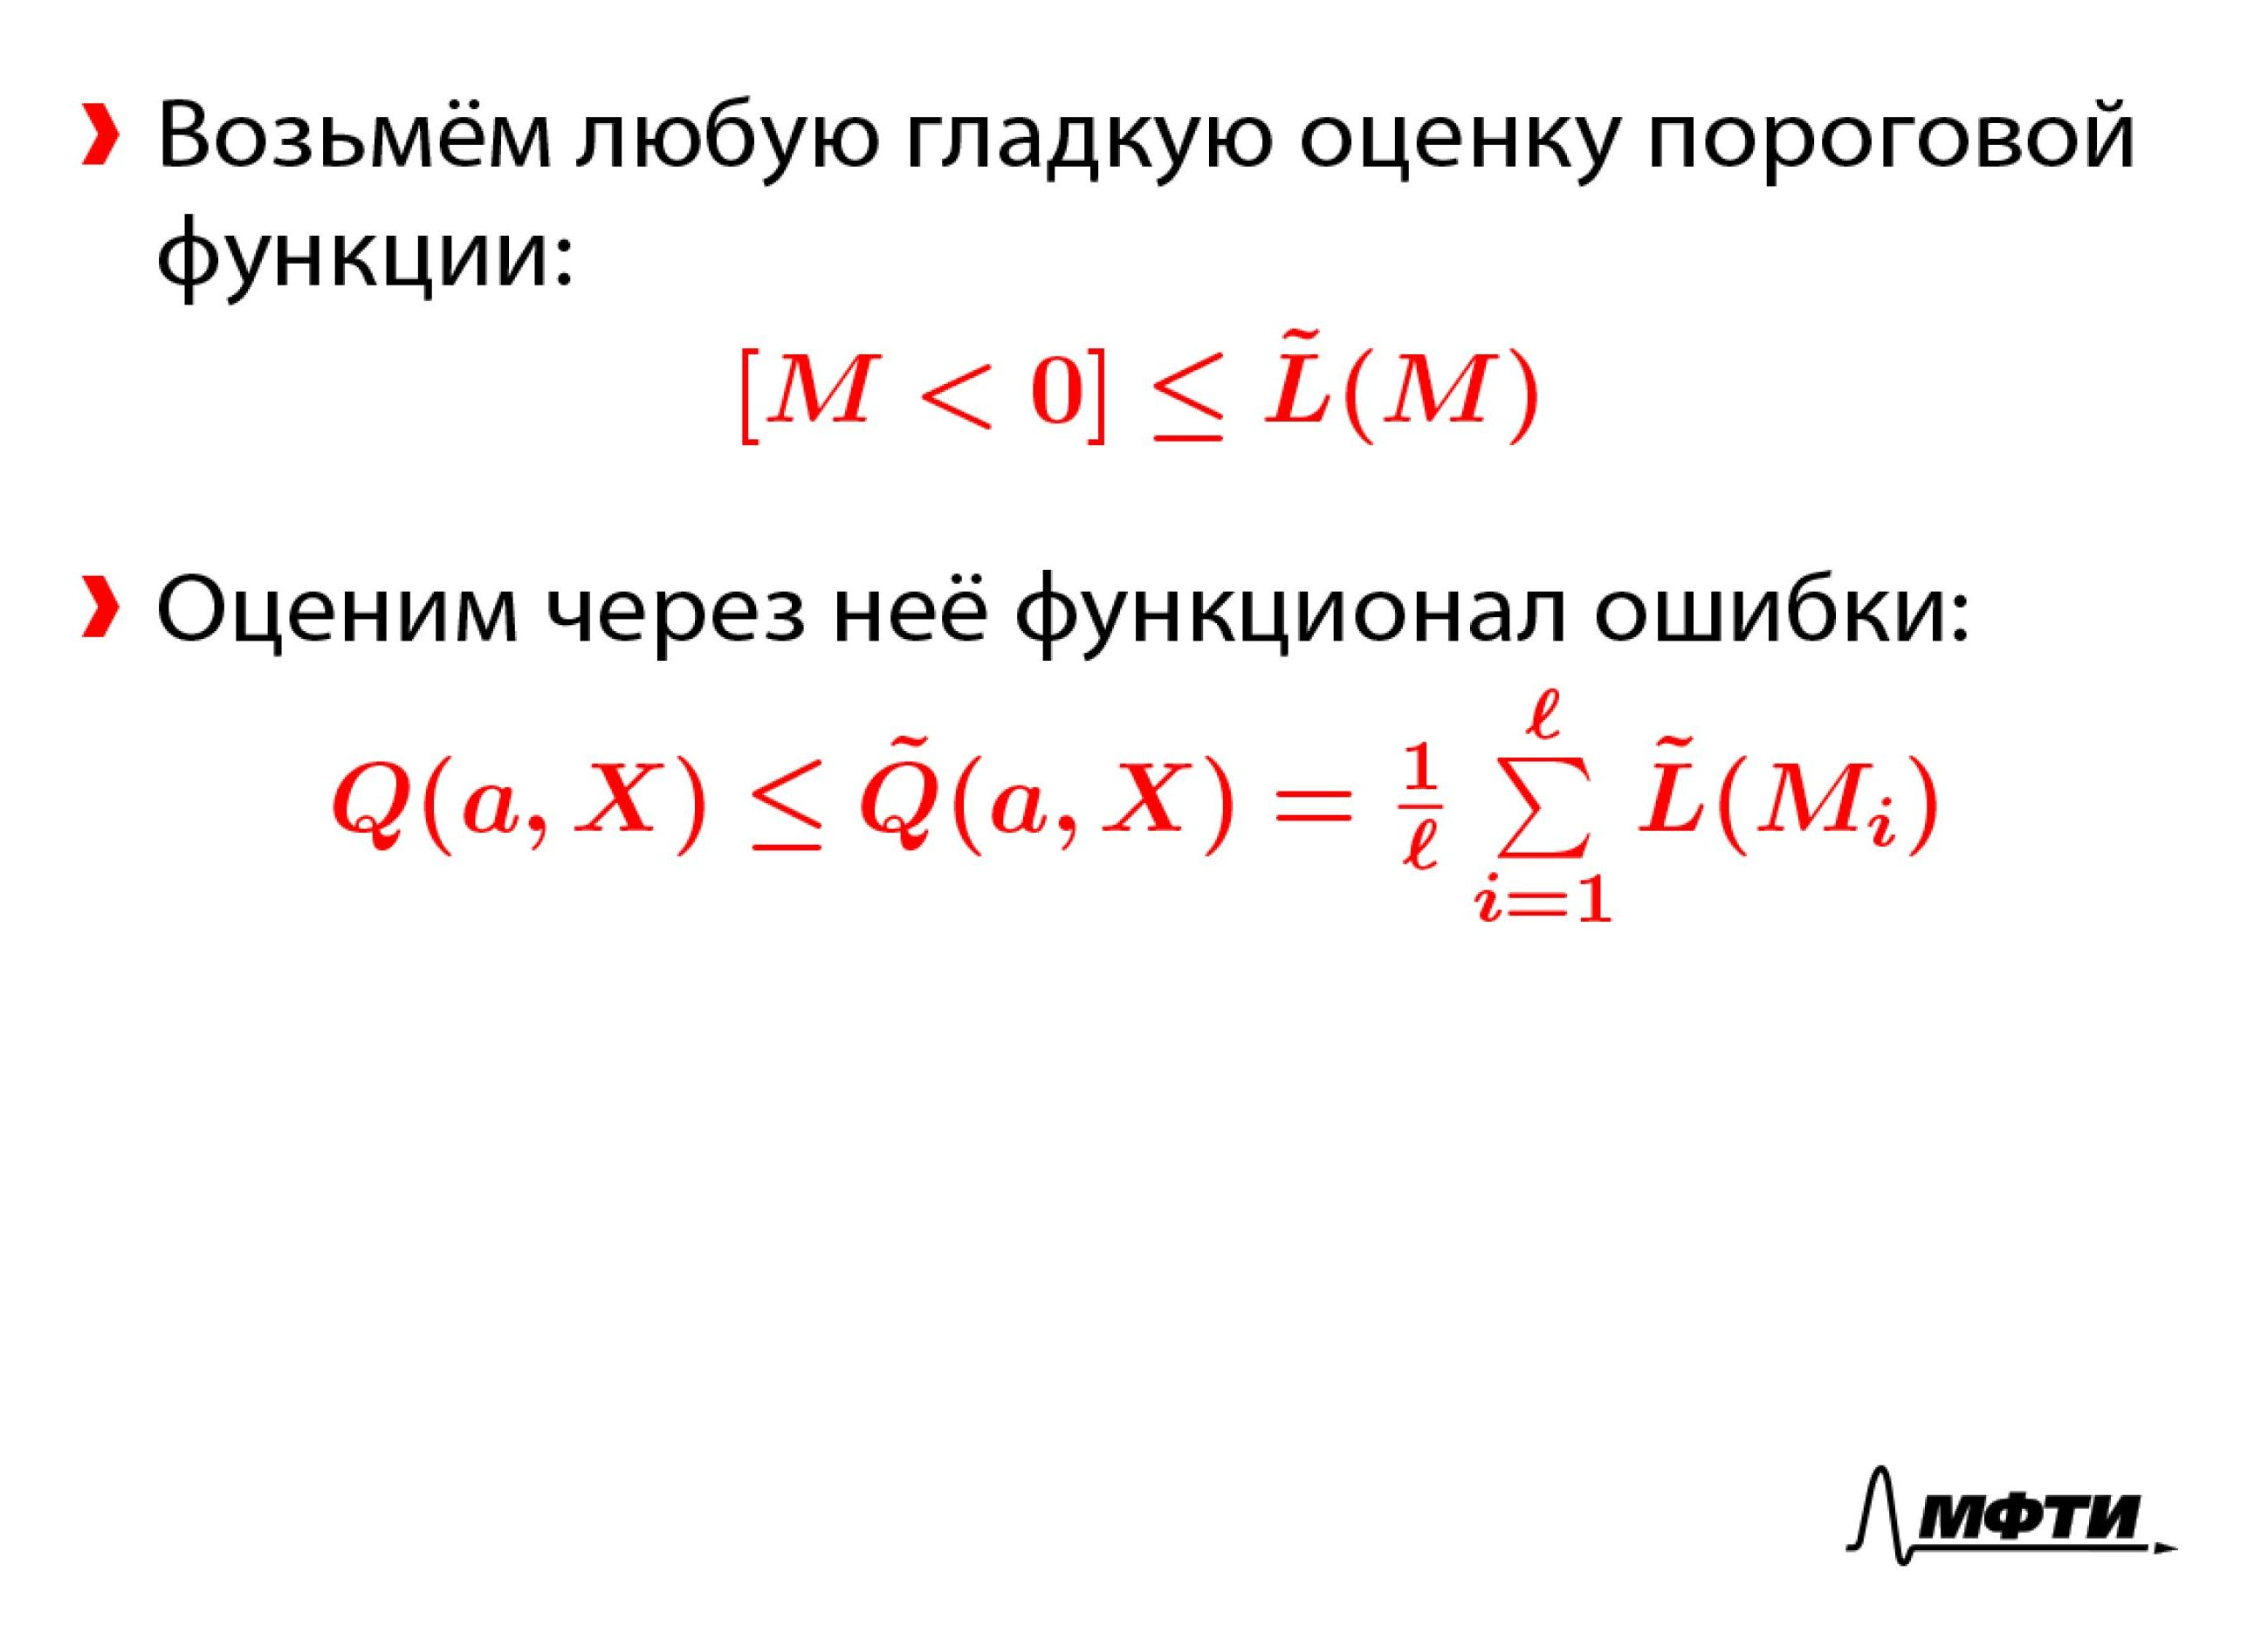 Возьмём любую гладкую оценку пороговой
функции:
[M < 0] ≤ L̃(M)
Оценим через неё функционал ошибки:
Q(a, X) ≤ Q̃(a, X) = 1/ℓ ∑_{i=1}^{ℓ} L̃(M_i)
МФТИ